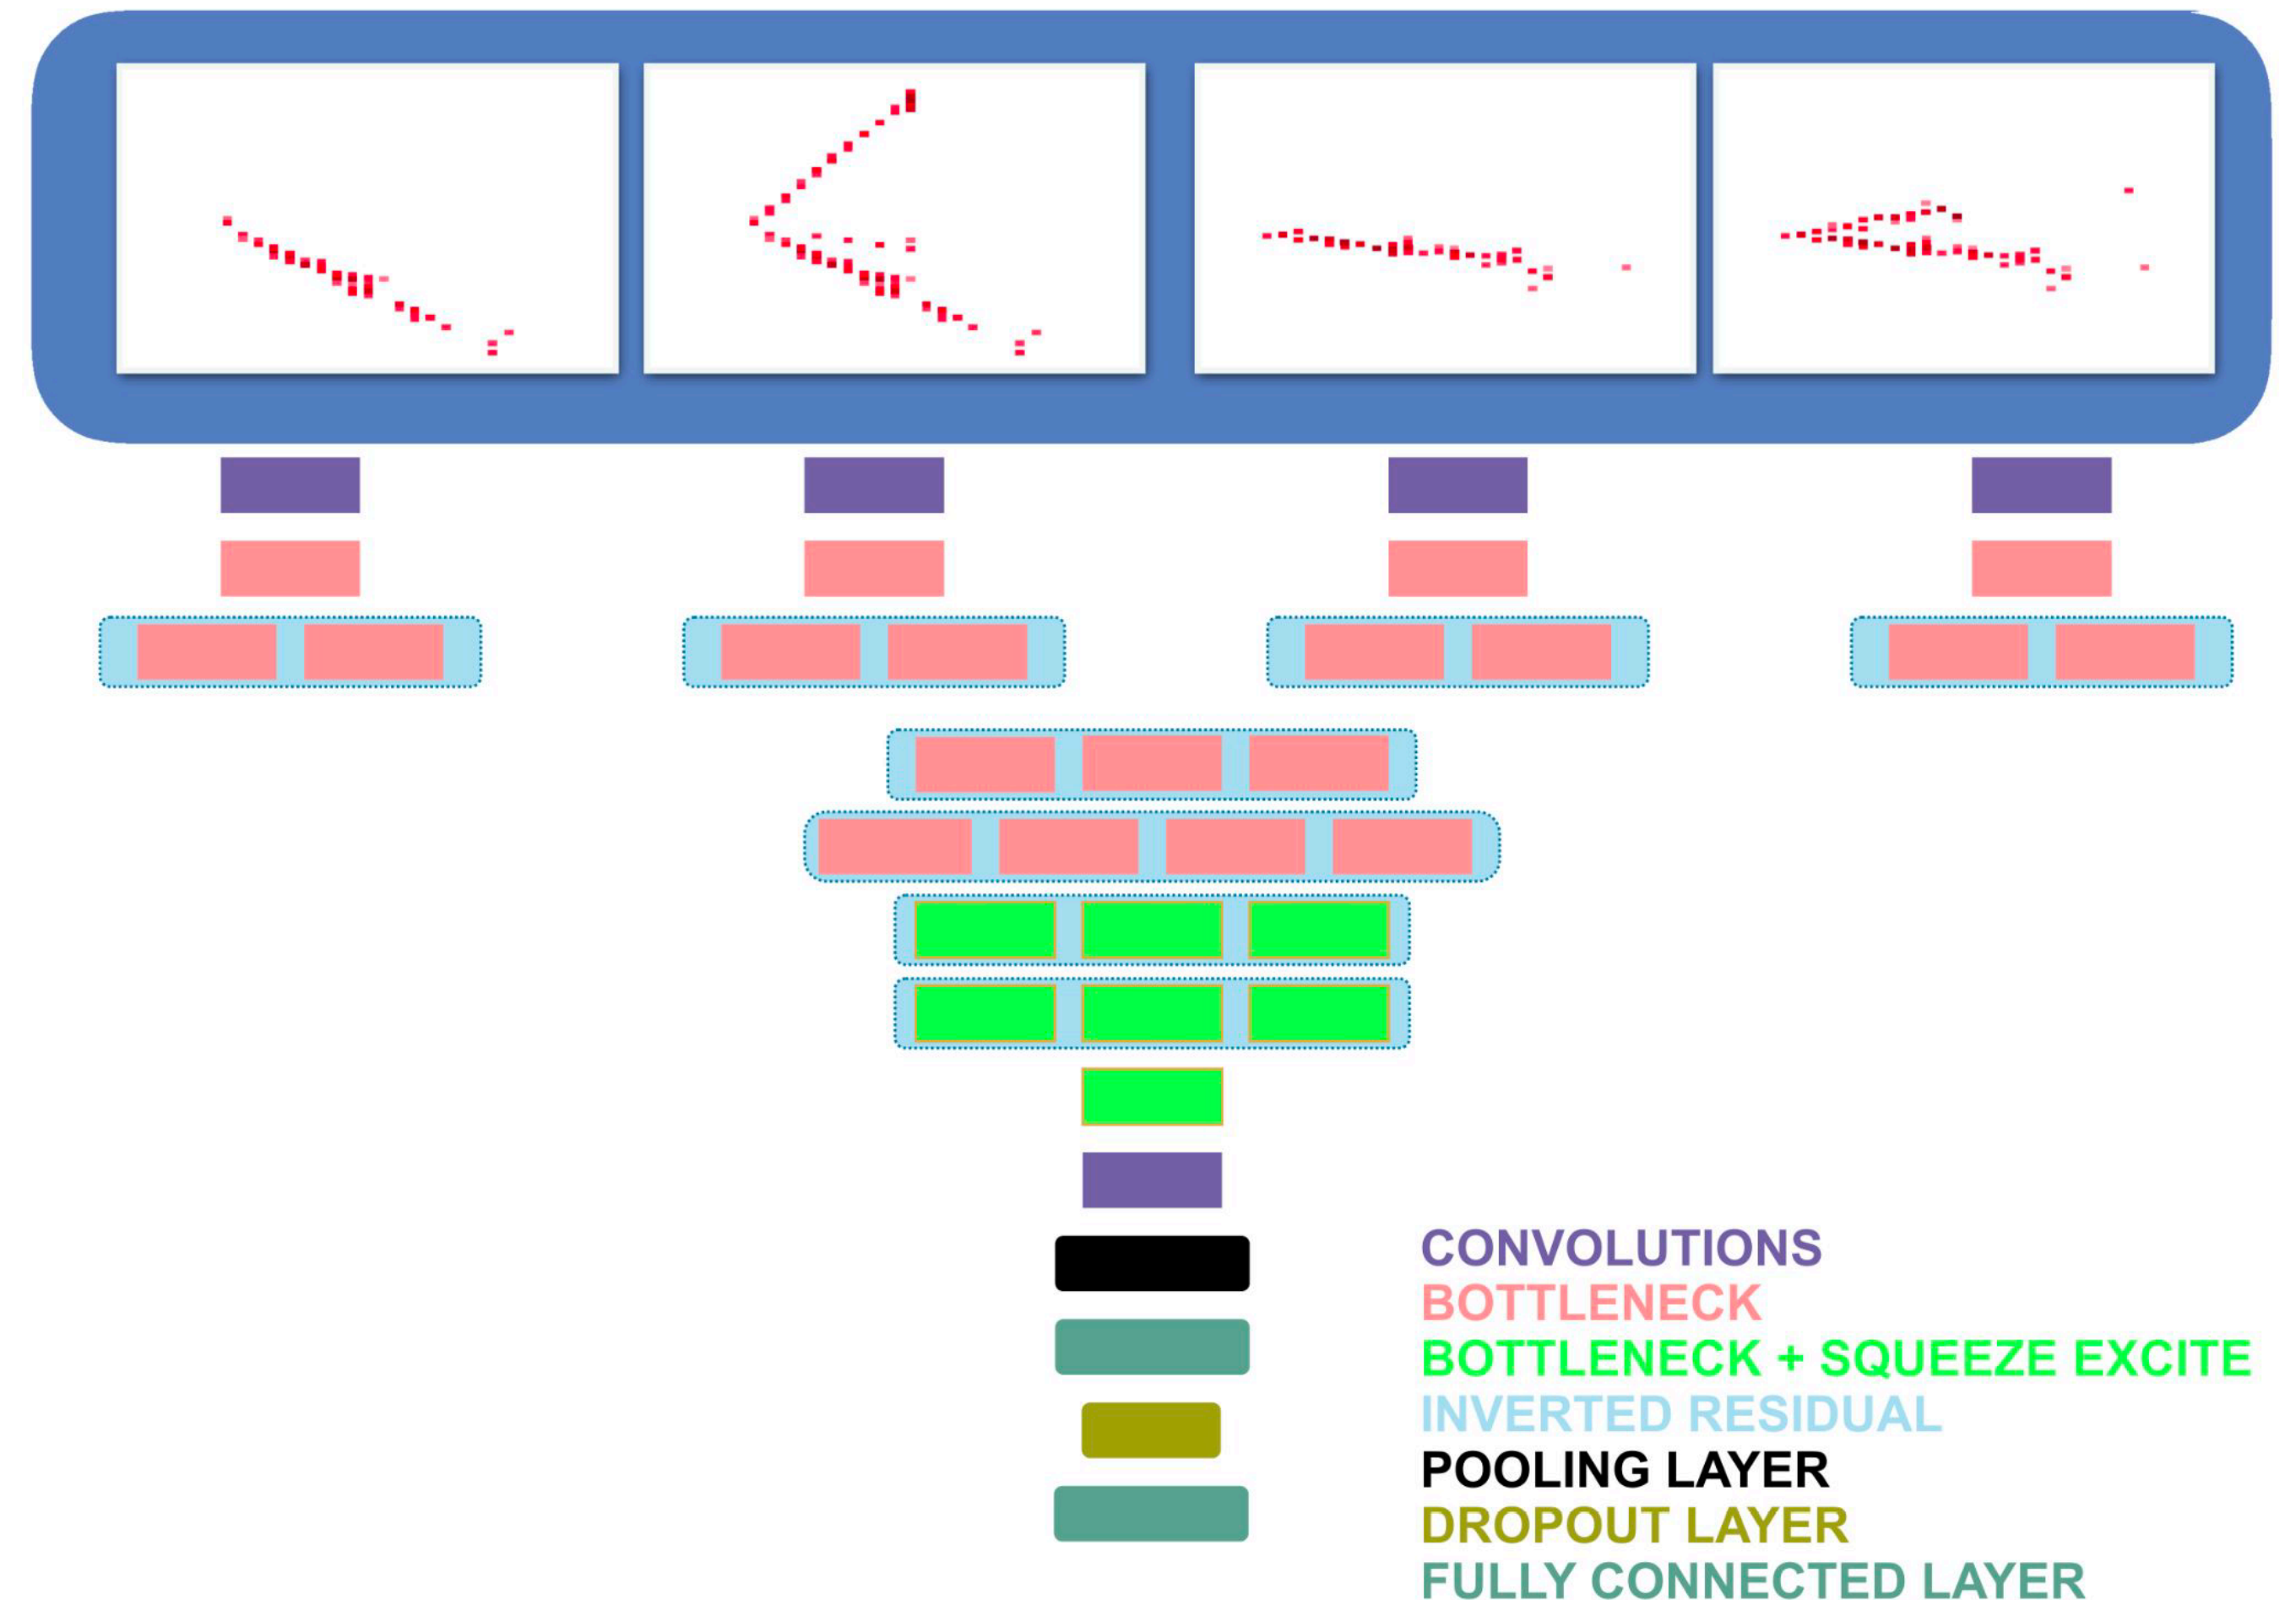 CONVOLUTIONS
BOTTLENECK
BOTTLENECK + SQUEEZE EXCITE
INVERTED RESIDUAL
POOLING LAYER
DROPOUT LAYER
FULLY CONNECTED LAYER